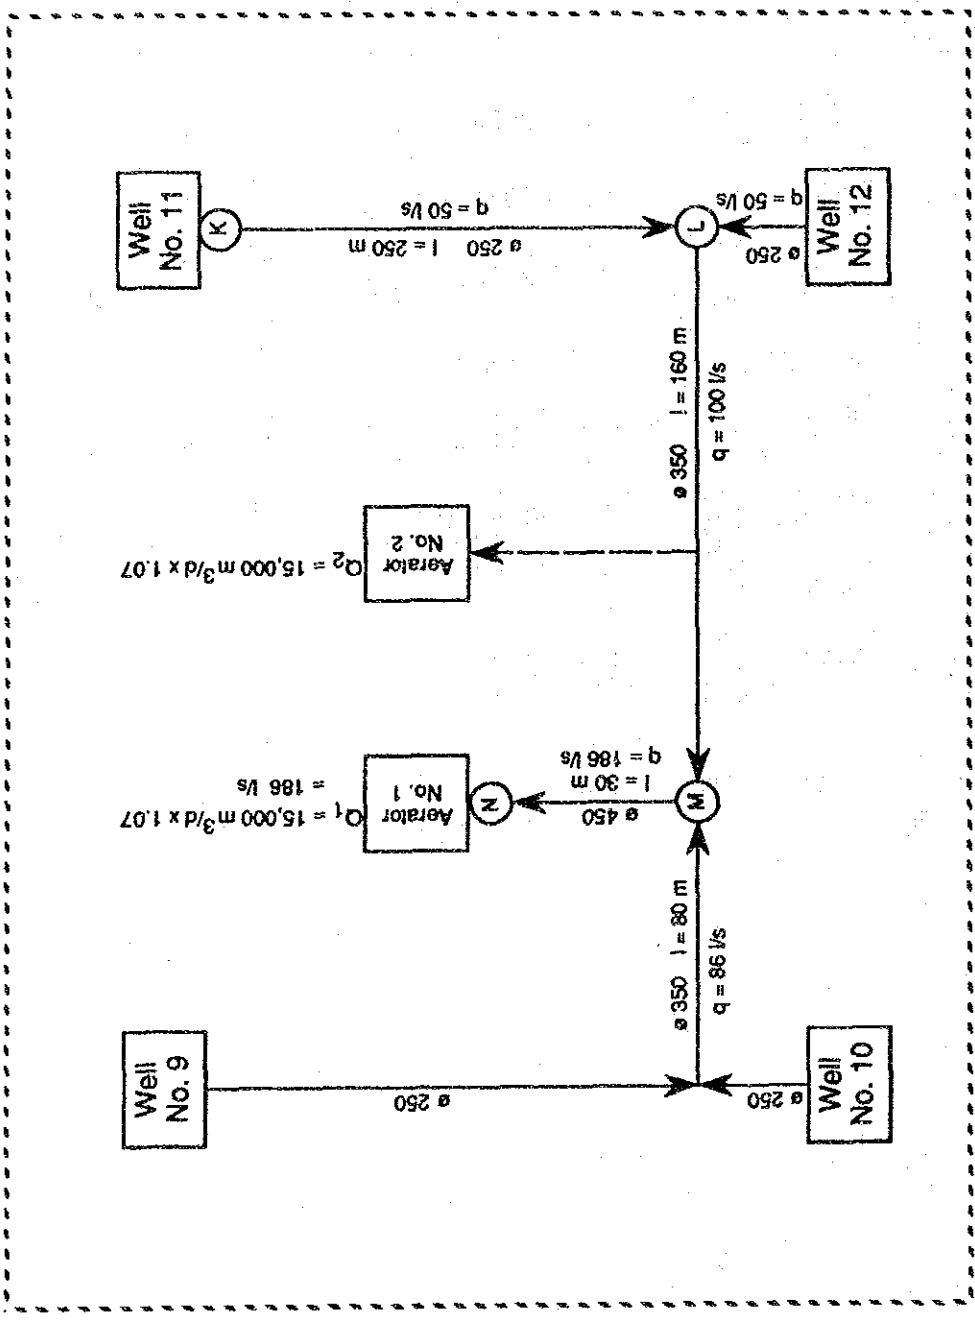 Well
No. 11
K
ø 250 l = 250 m
q = 50 l/s
L
q = 50 l/s
ø 250
Well
No. 12
ø 350 l = 160 m
q = 100 l/s
Aerator
No. 2
Q2 = 15,000 m³/d x 1.07
Aerator
No. 1
Q1 = 15,000 m³/d x 1.07
= 186 l/s
N
ø 450
l = 30 m
q = 186 l/s
M
ø 350 l = 80 m
q = 86 l/s
Well
No. 9
ø 250
ø 250
Well
No. 10